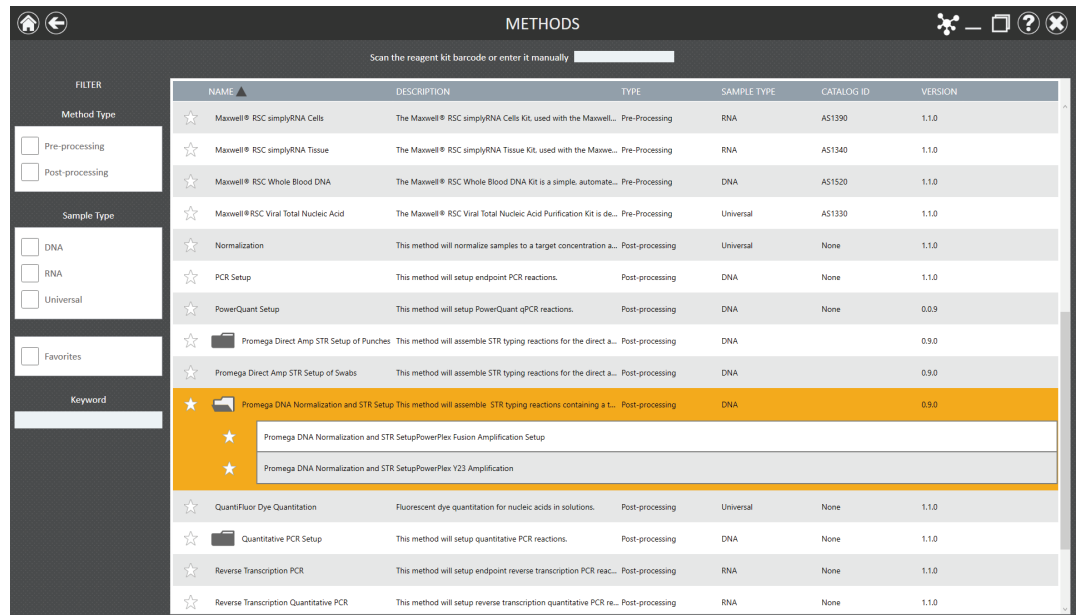 METHODS
?
Scan the reagent kit barcode or enter it manually
FILTER
Method Type
Pre-processing
Post-processing
Sample Type
DNA
RNA
Universal
Favorites
Keyword
NAME DESCRIPTION TYPE SAMPLE TYPE CATALOG ID VERSION
Maxwell® RSC simplyRNA Cells The Maxwell® RSC simplyRNA Cells Kit, used with the Maxwell... Pre-Processing RNA AS1390 1.1.0
Maxwell® RSC simplyRNA Tissue The Maxwell® RSC simplyRNA Tissue Kit. used with the Maxwe... Pre-Processing RNA AS1340 1.1.0
Maxwell® RSC Whole Blood DNA The Maxwell® RSC Whole Blood DNA Kit is a simple, automate... Pre-Processing DNA AS1520 1.1.0
Maxwell®RSC Viral Total Nucleic Acid The Maxwell® RSC Viral Total Nucleic Acid Purification Kit is de... Pre-Processing Universal AS1330 1.1.0
Normalization This method will normalize samples to a target concentration a... Post-processing Universal None 1.1.0
PCR Setup This method will setup endpoint PCR reactions. Post-processing DNA None 1.1.0
PowerQuant Setup This method will setup PowerQuant qPCR reactions. Post-processing DNA None 0.0.9
Promega Direct Amp STR Setup of Punches This method will assemble STR typing reactions for the direct a... Post-processing DNA 0.9.0
Promega Direct Amp STR Setup of Swabs This method will assemble STR typing reactions for the direct a... Post-processing DNA 0.9.0
Promega DNA Normalization and STR Setup This method will assemble STR typing reactions containing a t... Post-processing DNA 0.9.0
Promega DNA Normalization and STR SetupPowerPlex Fusion Amplification Setup
Promega DNA Normalization and STR SetupPowerPlex Y23 Amplification
QuantiFluor Dye Quantitation Fluorescent dye quantitation for nucleic acids in solutions. Post-processing Universal None 1.1.0
Quantitative PCR Setup This method will setup quantitative PCR reactions. Post-processing DNA None 1.1.0
Reverse Transcription PCR This method will setup endpoint reverse transcription PCR reac... Post-processing RNA None 1.1.0
Reverse Transcription Quantitative PCR This method will setup reverse transcription quantitative PCR re... Post-processing RNA None 1.1.0